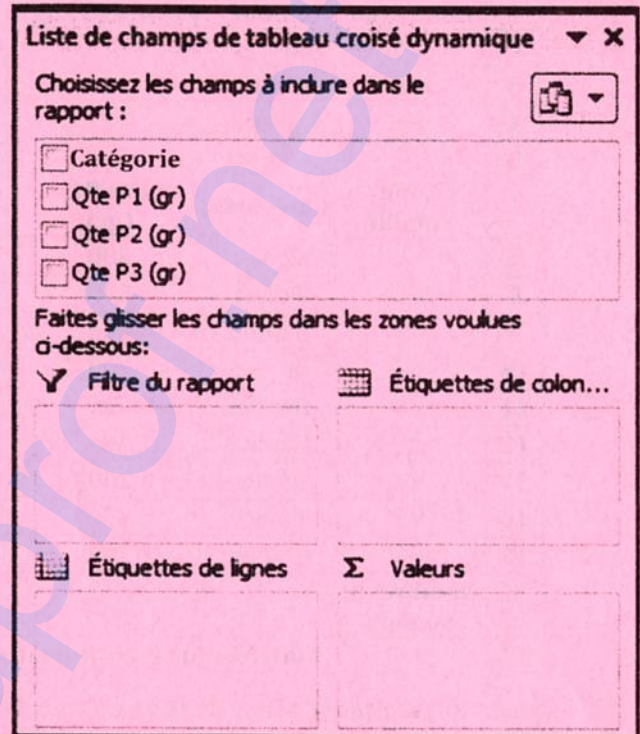 Liste de champs de tableau croisé dynamique
Choisissez les champs à inclure dans le
rapport :
Catégorie
Qte P1 (gr)
Qte P2 (gr)
Qte P3 (gr)
Faites glisser les champs dans les zones voulues
ci-dessous:
Filtre du rapport
Étiquettes de colon...
Étiquettes de lignes
Σ Valeurs